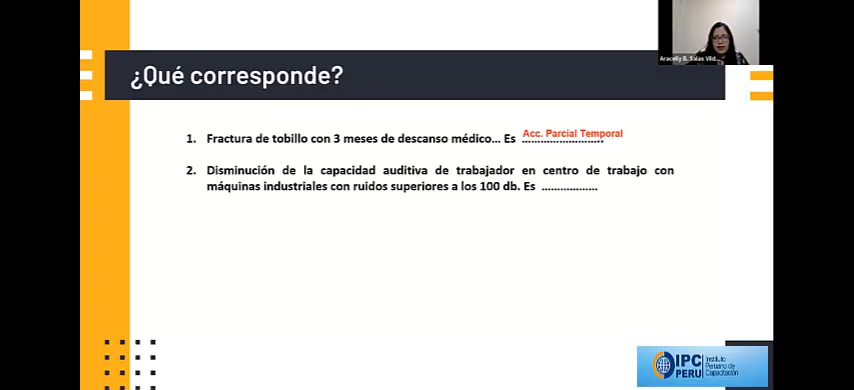 Aracelly B. Salas Vild...
¿Qué corresponde?
1. Fractura de tobillo con 3 meses de descanso médico... Es Acc. Parcial Temporal
2. Disminución de la capacidad auditiva de trabajador en centro de trabajo con
máquinas industriales con ruidos superiores a los 100 db. Es ..................
IPC PERÚ
Instituto
Peruano de
Capacitación